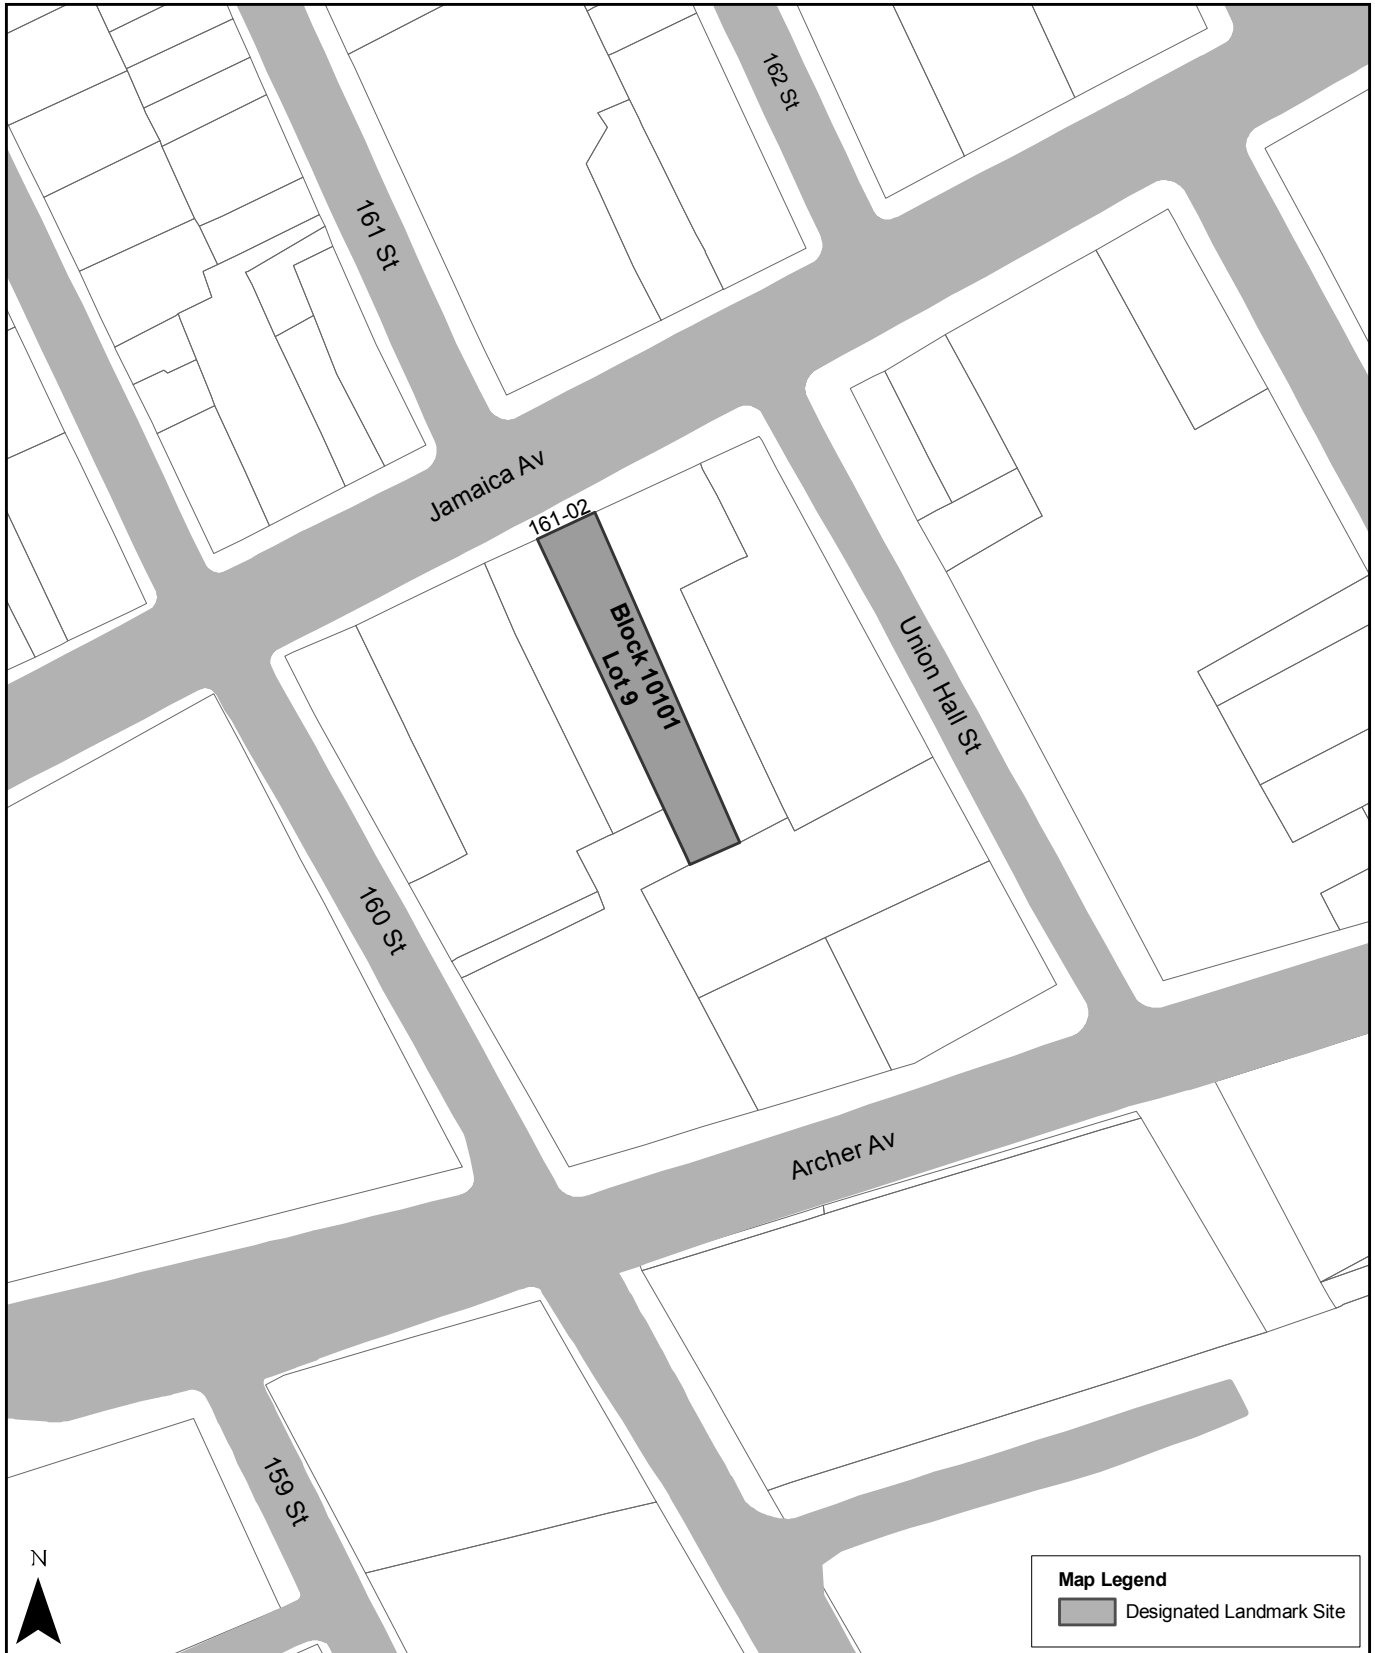 162 St
161 St
Jamaica Av
161-02
Block 10101
Lot 9
Union Hall St
160 St
Archer Av
159 St
N
Map Legend
Designated Landmark Site